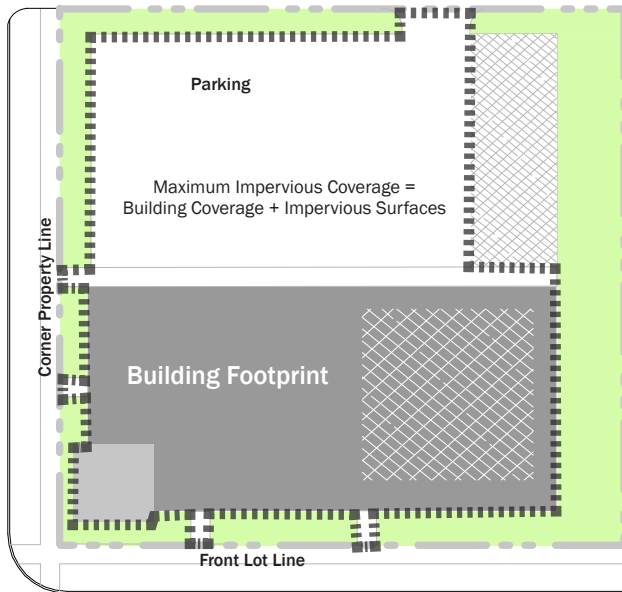 Parking
Maximum Impervious Coverage =
Building Coverage + Impervious Surfaces
Corner Property Line
Building Footprint
Front Lot Line